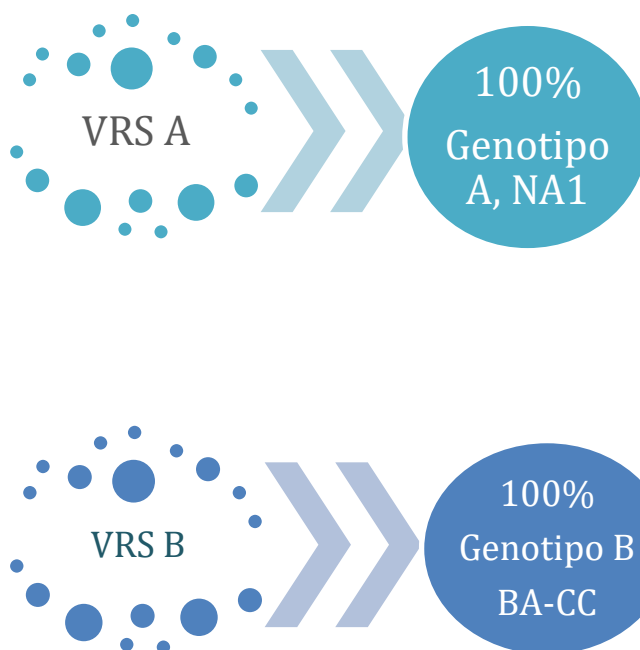 VRS A
100%
Genotipo
A, NA1
VRS B
100%
Genotipo B
BA-CC